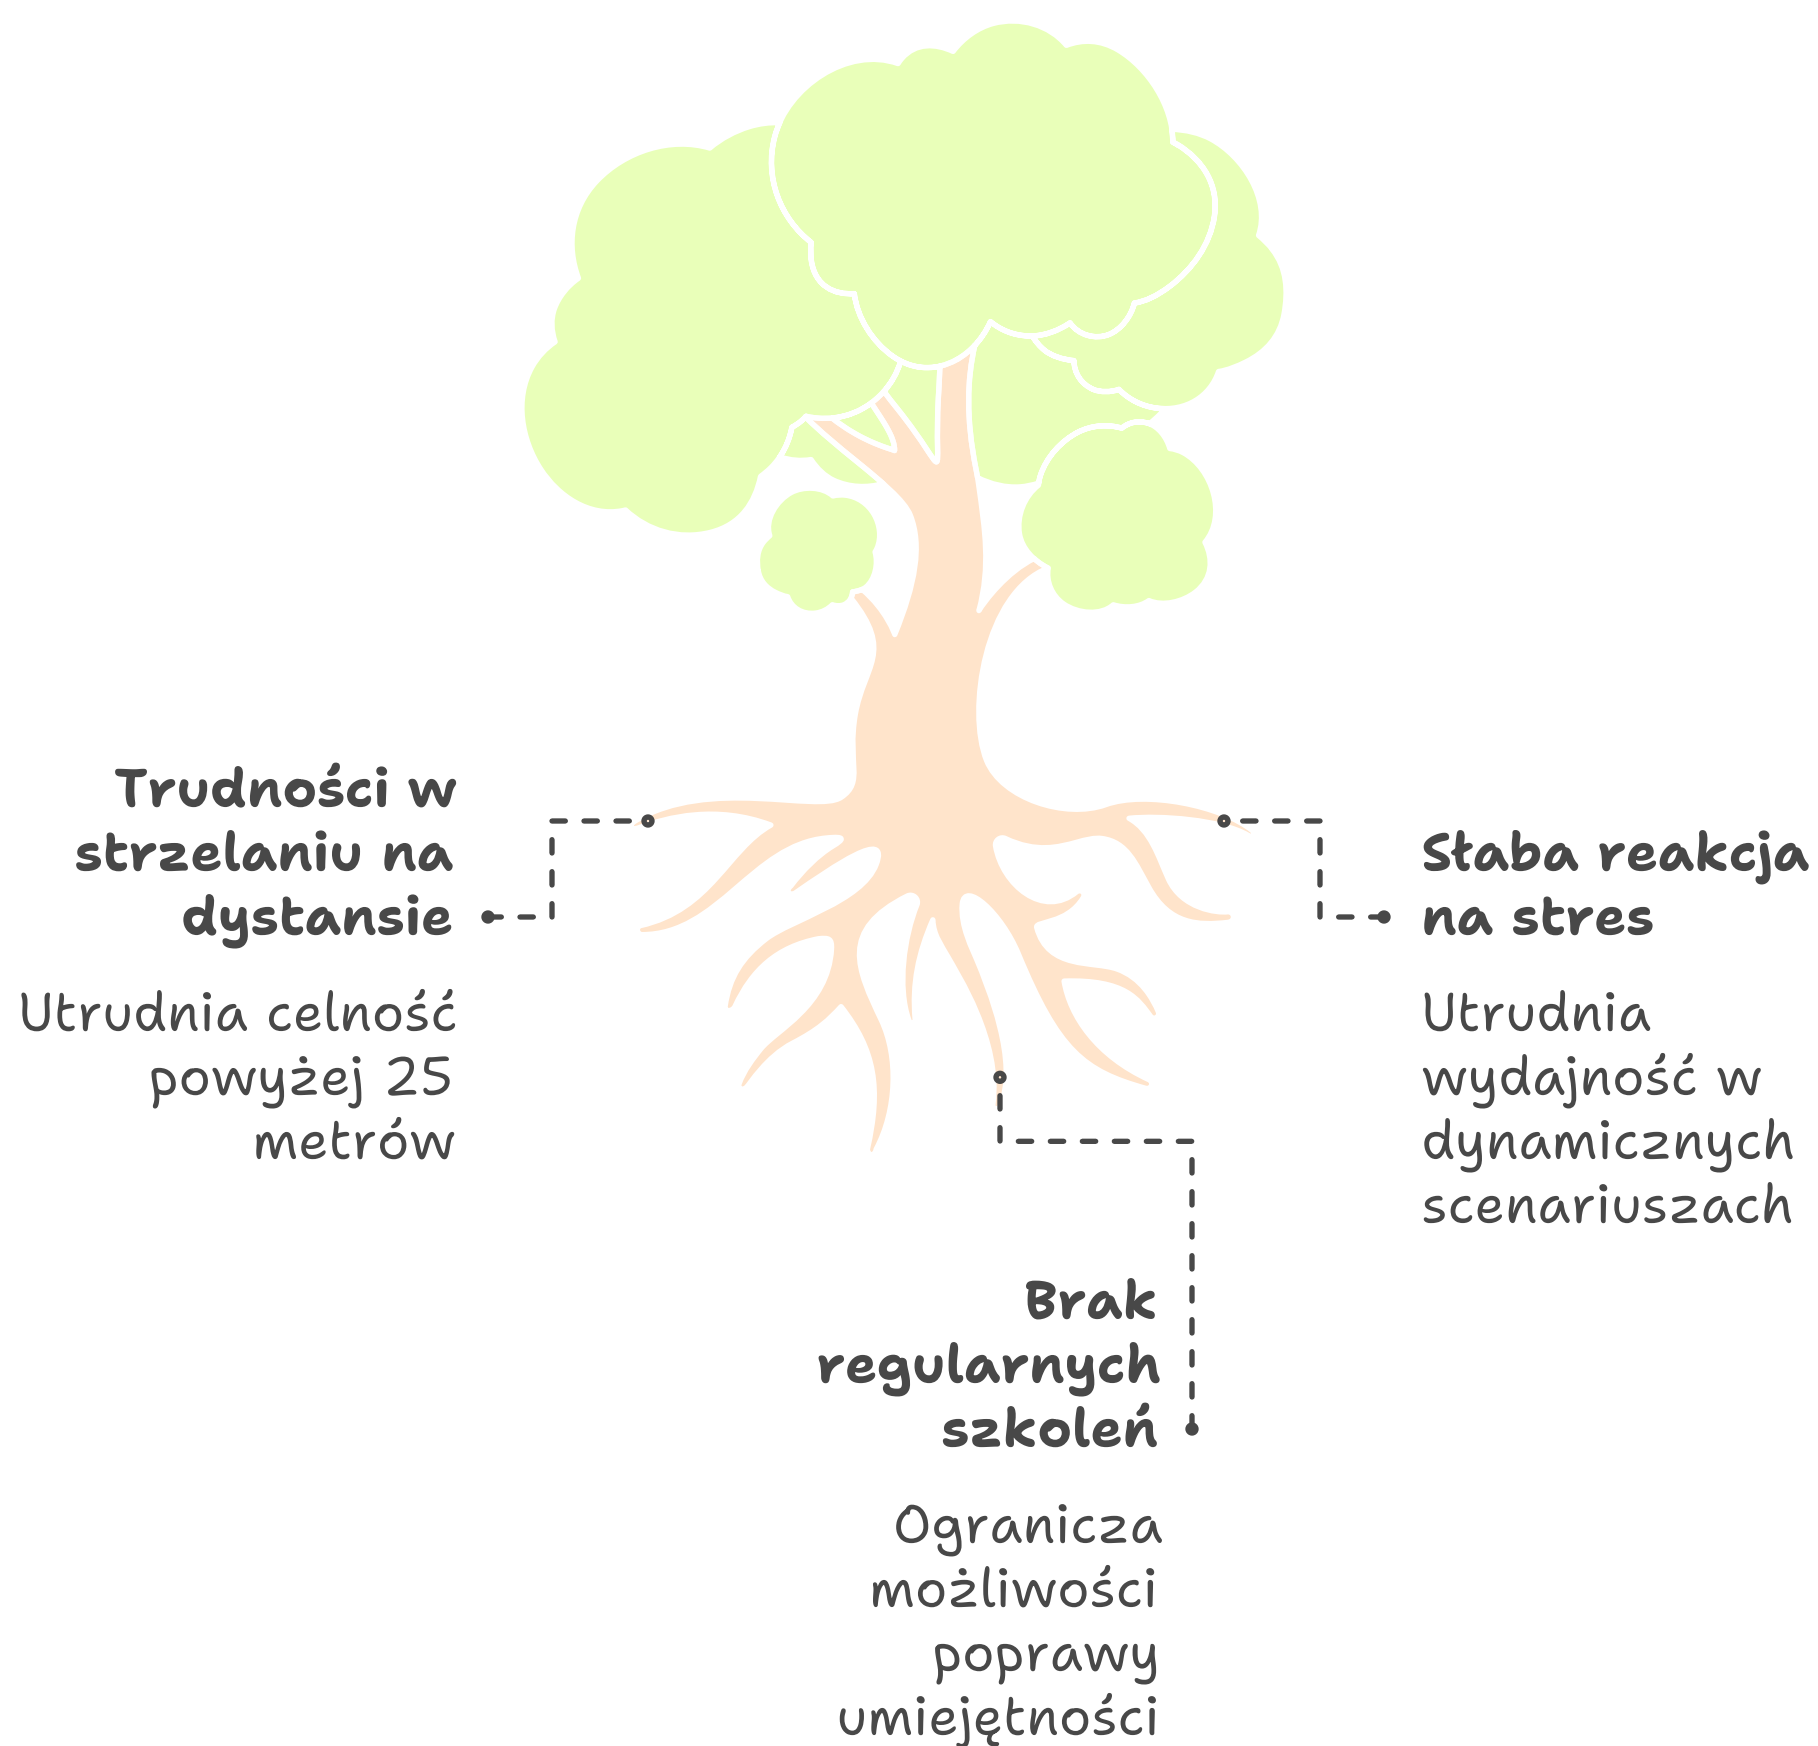 Trudności w
strzelaniu na
dystansie
Utrudnia celność
powyżej 25
metrów
Słaba reakcja
na stres
Utrudnia
wydajność w
dynamicznych
scenariuszach
Brak
regularnych
szkoleń
Ogranicza
możliwości
poprawy
umiejętności